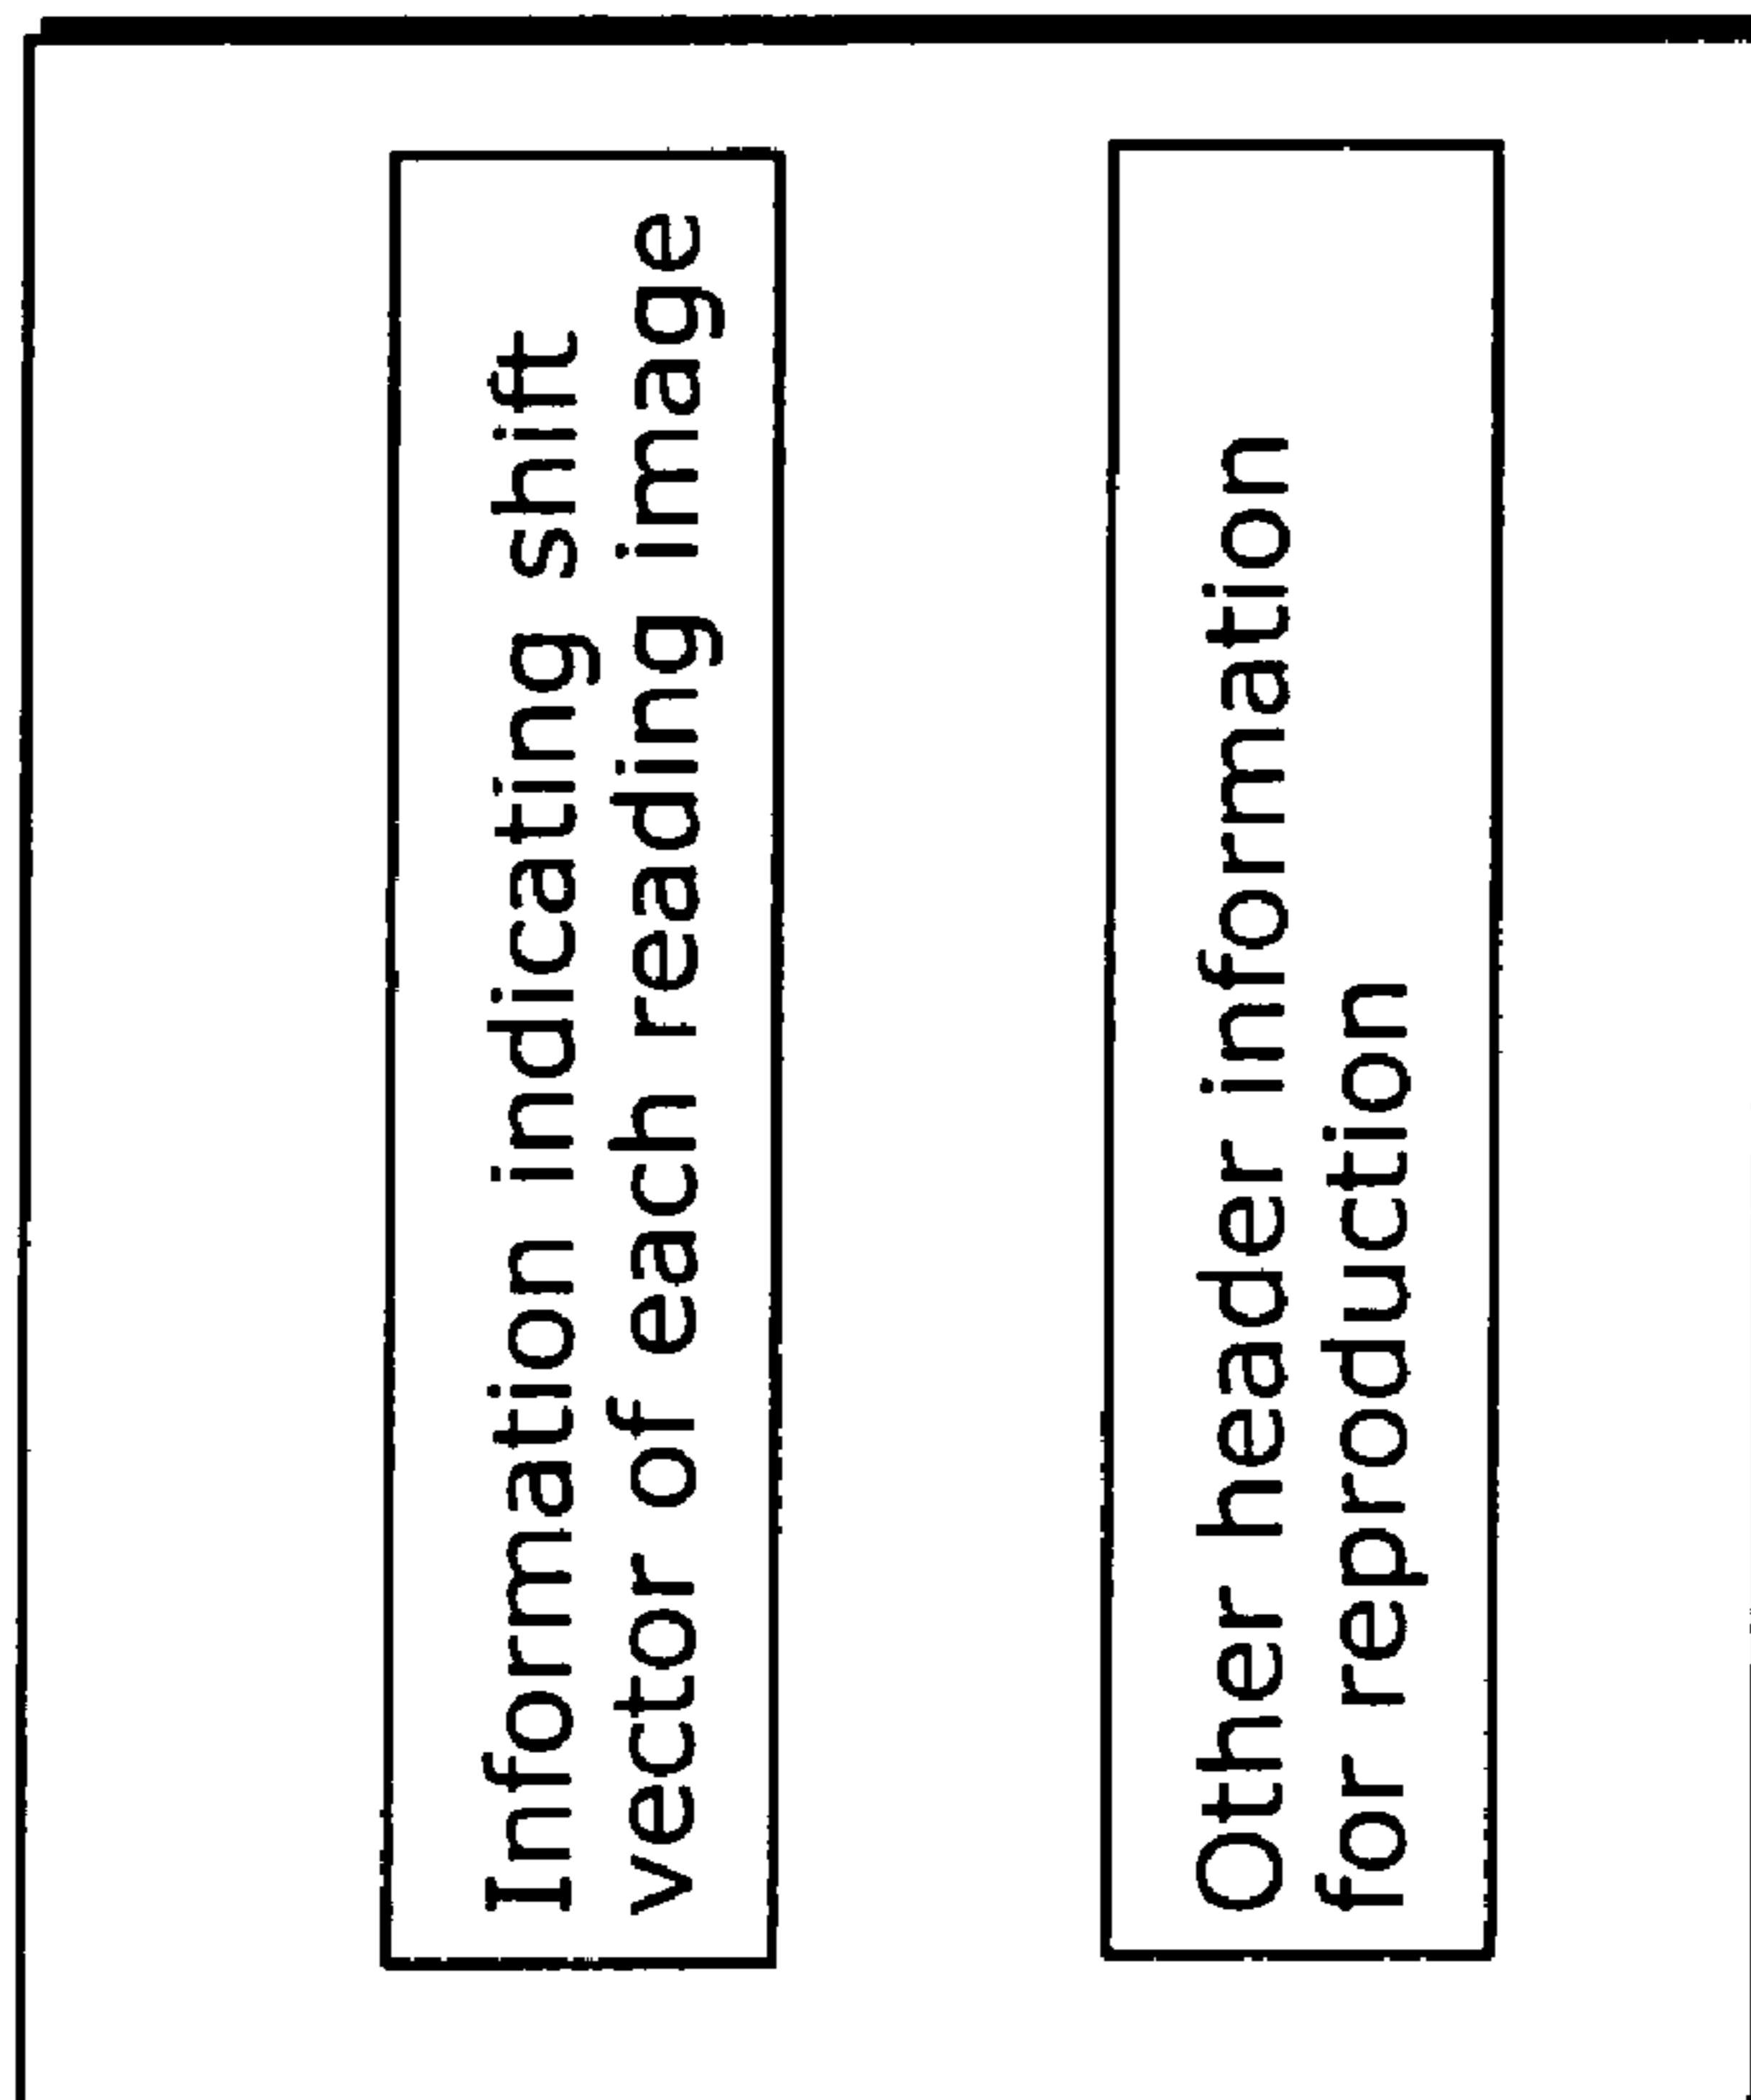 Information indicating shift
vector of each reading image
Other header information
for reproduction